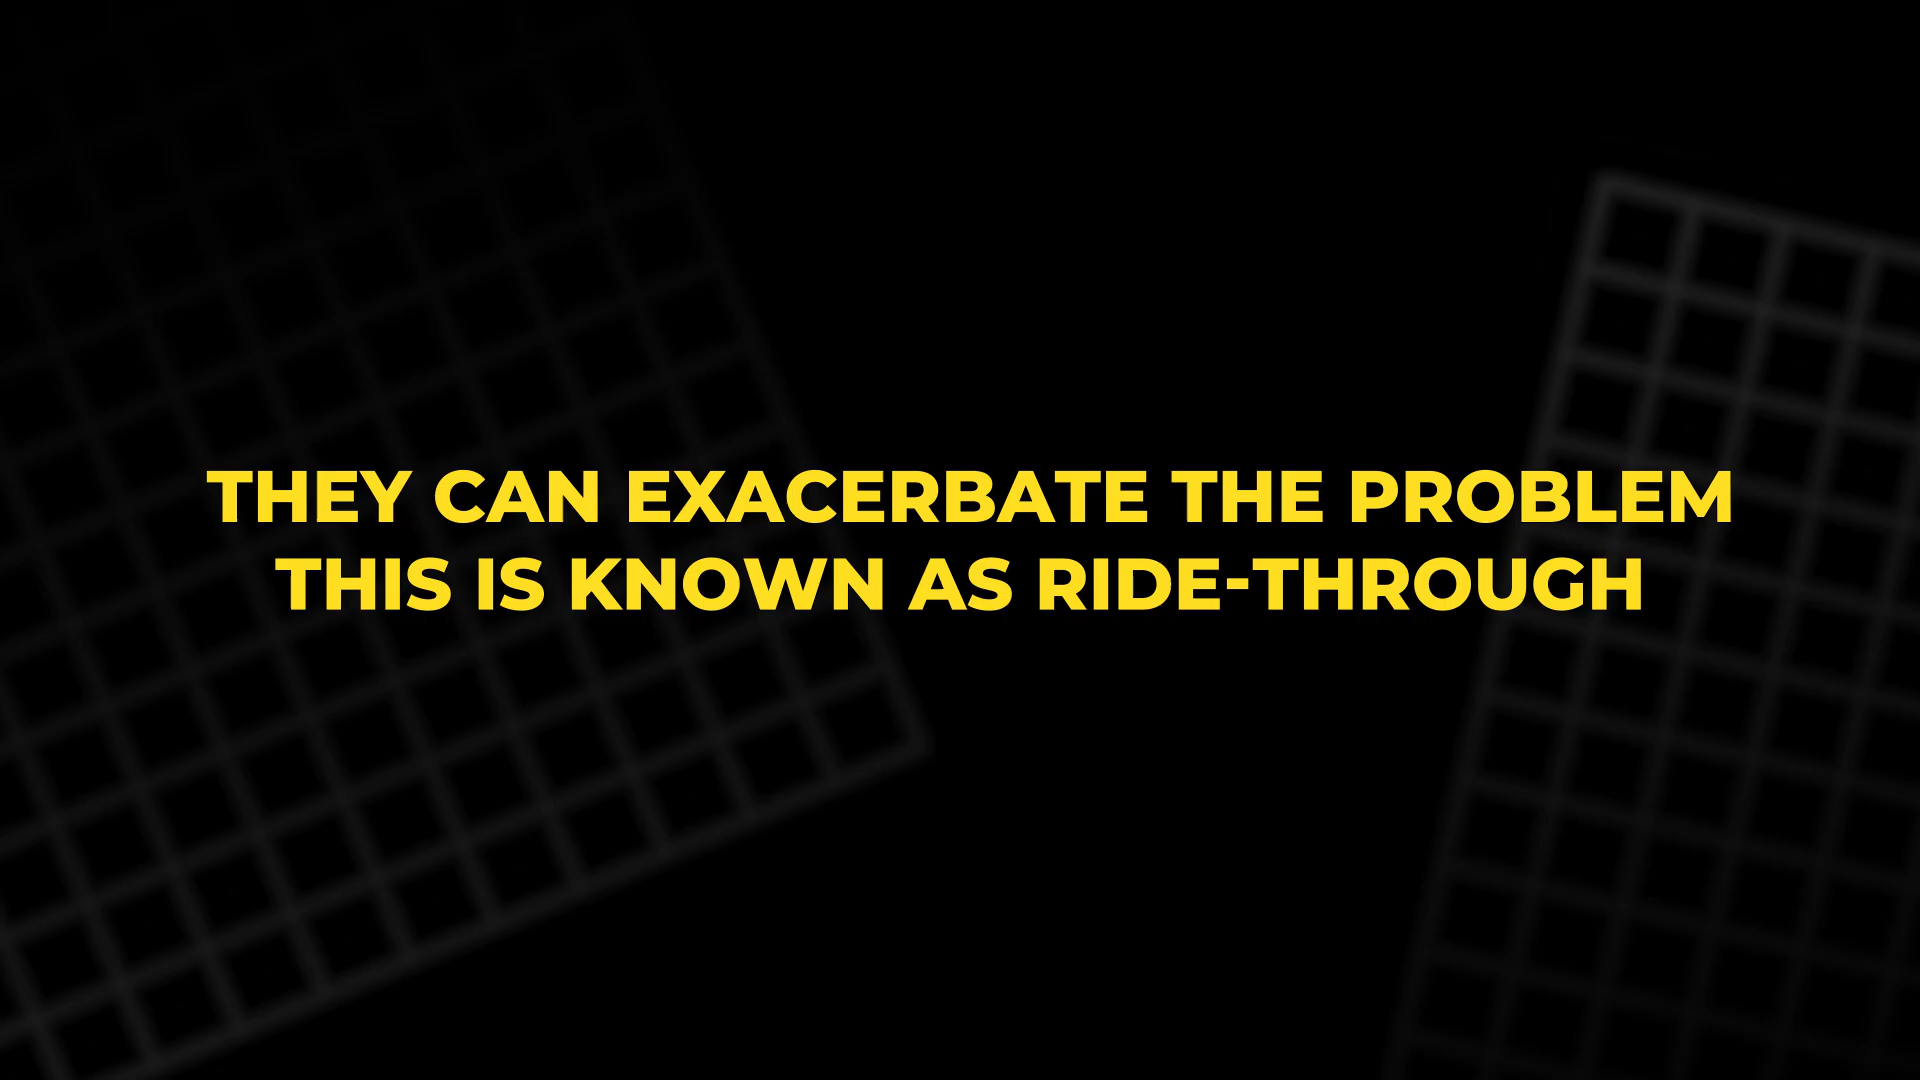 THEY CAN EXACERBATE THE PROBLEM
THIS IS KNOWN AS RIDE-THROUGH